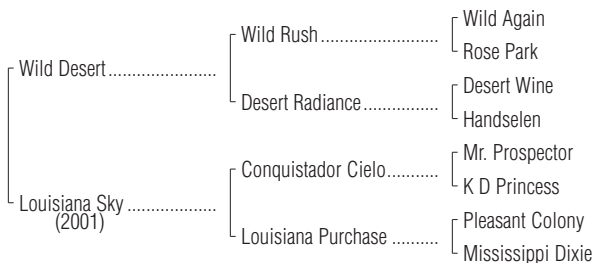 Wild Again
Wild Rush........................
Rose Park
Wild Desert......................
Desert Wine
Desert Radiance................
Handselen
Mr. Prospector
Conquistador Cielo...........
K D Princess
Louisiana Sky ...................
(2001)
Pleasant Colony
Louisiana Purchase ..........
Mississippi Dixie